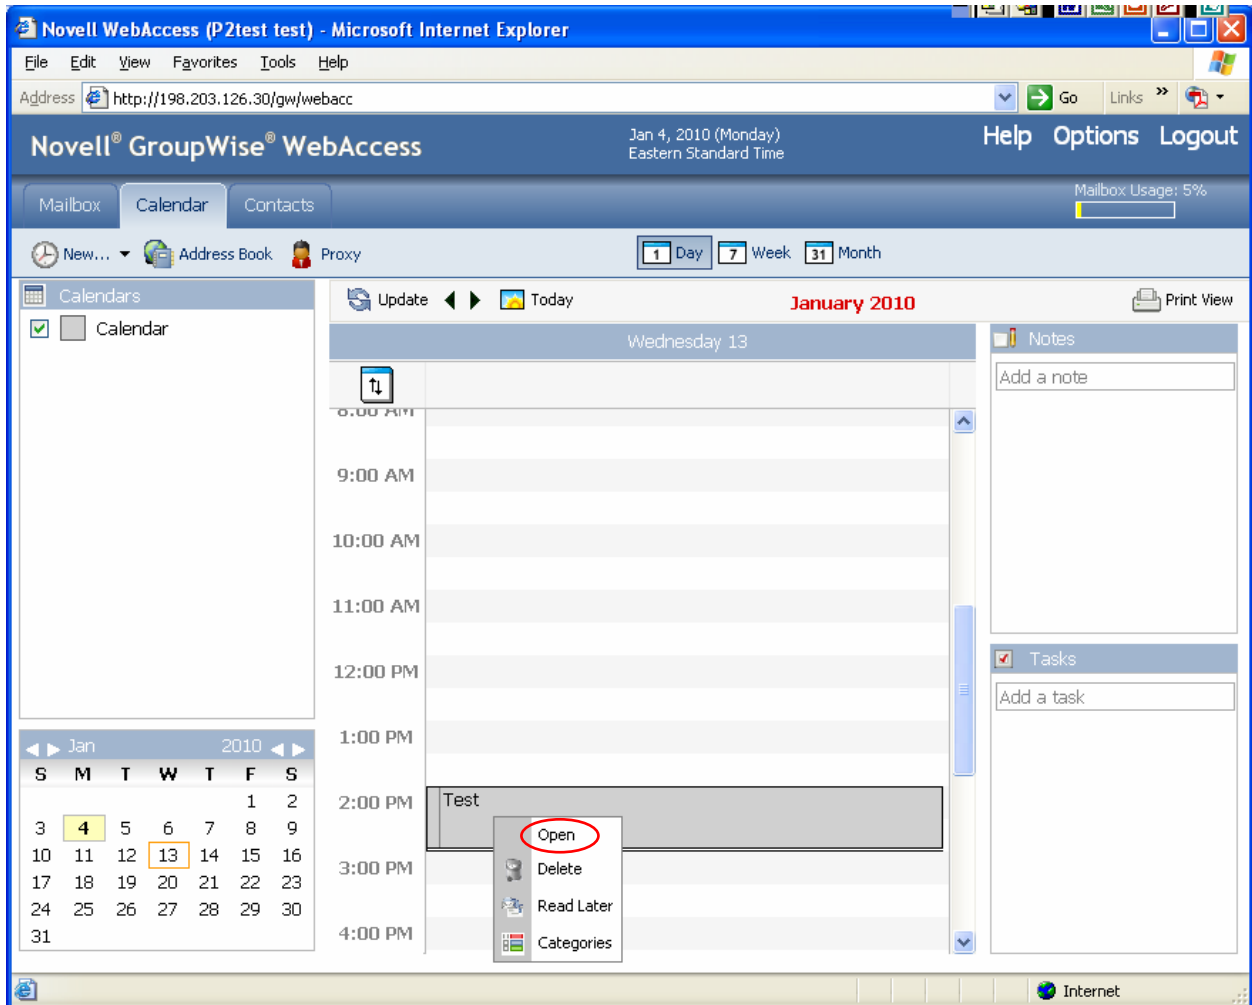 Novell WebAccess (P2test test) - Microsoft Internet Explorer
File Edit View Favorites Tools Help
Address http://198.203.126.30/gw/webacc Go Links »
Novell® GroupWise® WebAccess
Jan 4, 2010 (Monday)
Eastern Standard Time
Help Options Logout
Mailbox Calendar Contacts
Mailbox Usage: 5%
New... Address Book Proxy
1 Day 7 Week 31 Month
Calendars
Calendar
Update Today January 2010 Print View
Wednesday 13
8:00 AM
9:00 AM
10:00 AM
11:00 AM
12:00 PM
1:00 PM
2:00 PM Test
3:00 PM
4:00 PM
Open
Delete
Read Later
Categories
Notes
Add a note
Tasks
Add a task
Jan 2010
S M T W T F S
1 2
3 4 5 6 7 8 9
10 11 12 13 14 15 16
17 18 19 20 21 22 23
24 25 26 27 28 29 30
31
Internet